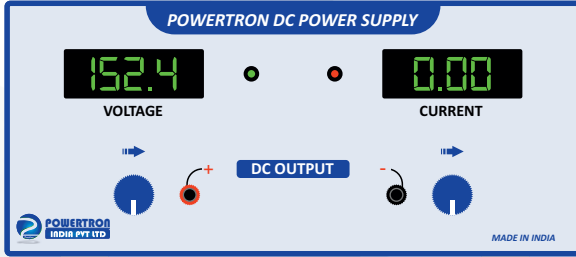 POWERTRON DC POWER SUPPLY
152.4
0.00
VOLTAGE
CURRENT
+ DC OUTPUT -
POWERTRON
INDIA PVT LTD
MADE IN INDIA